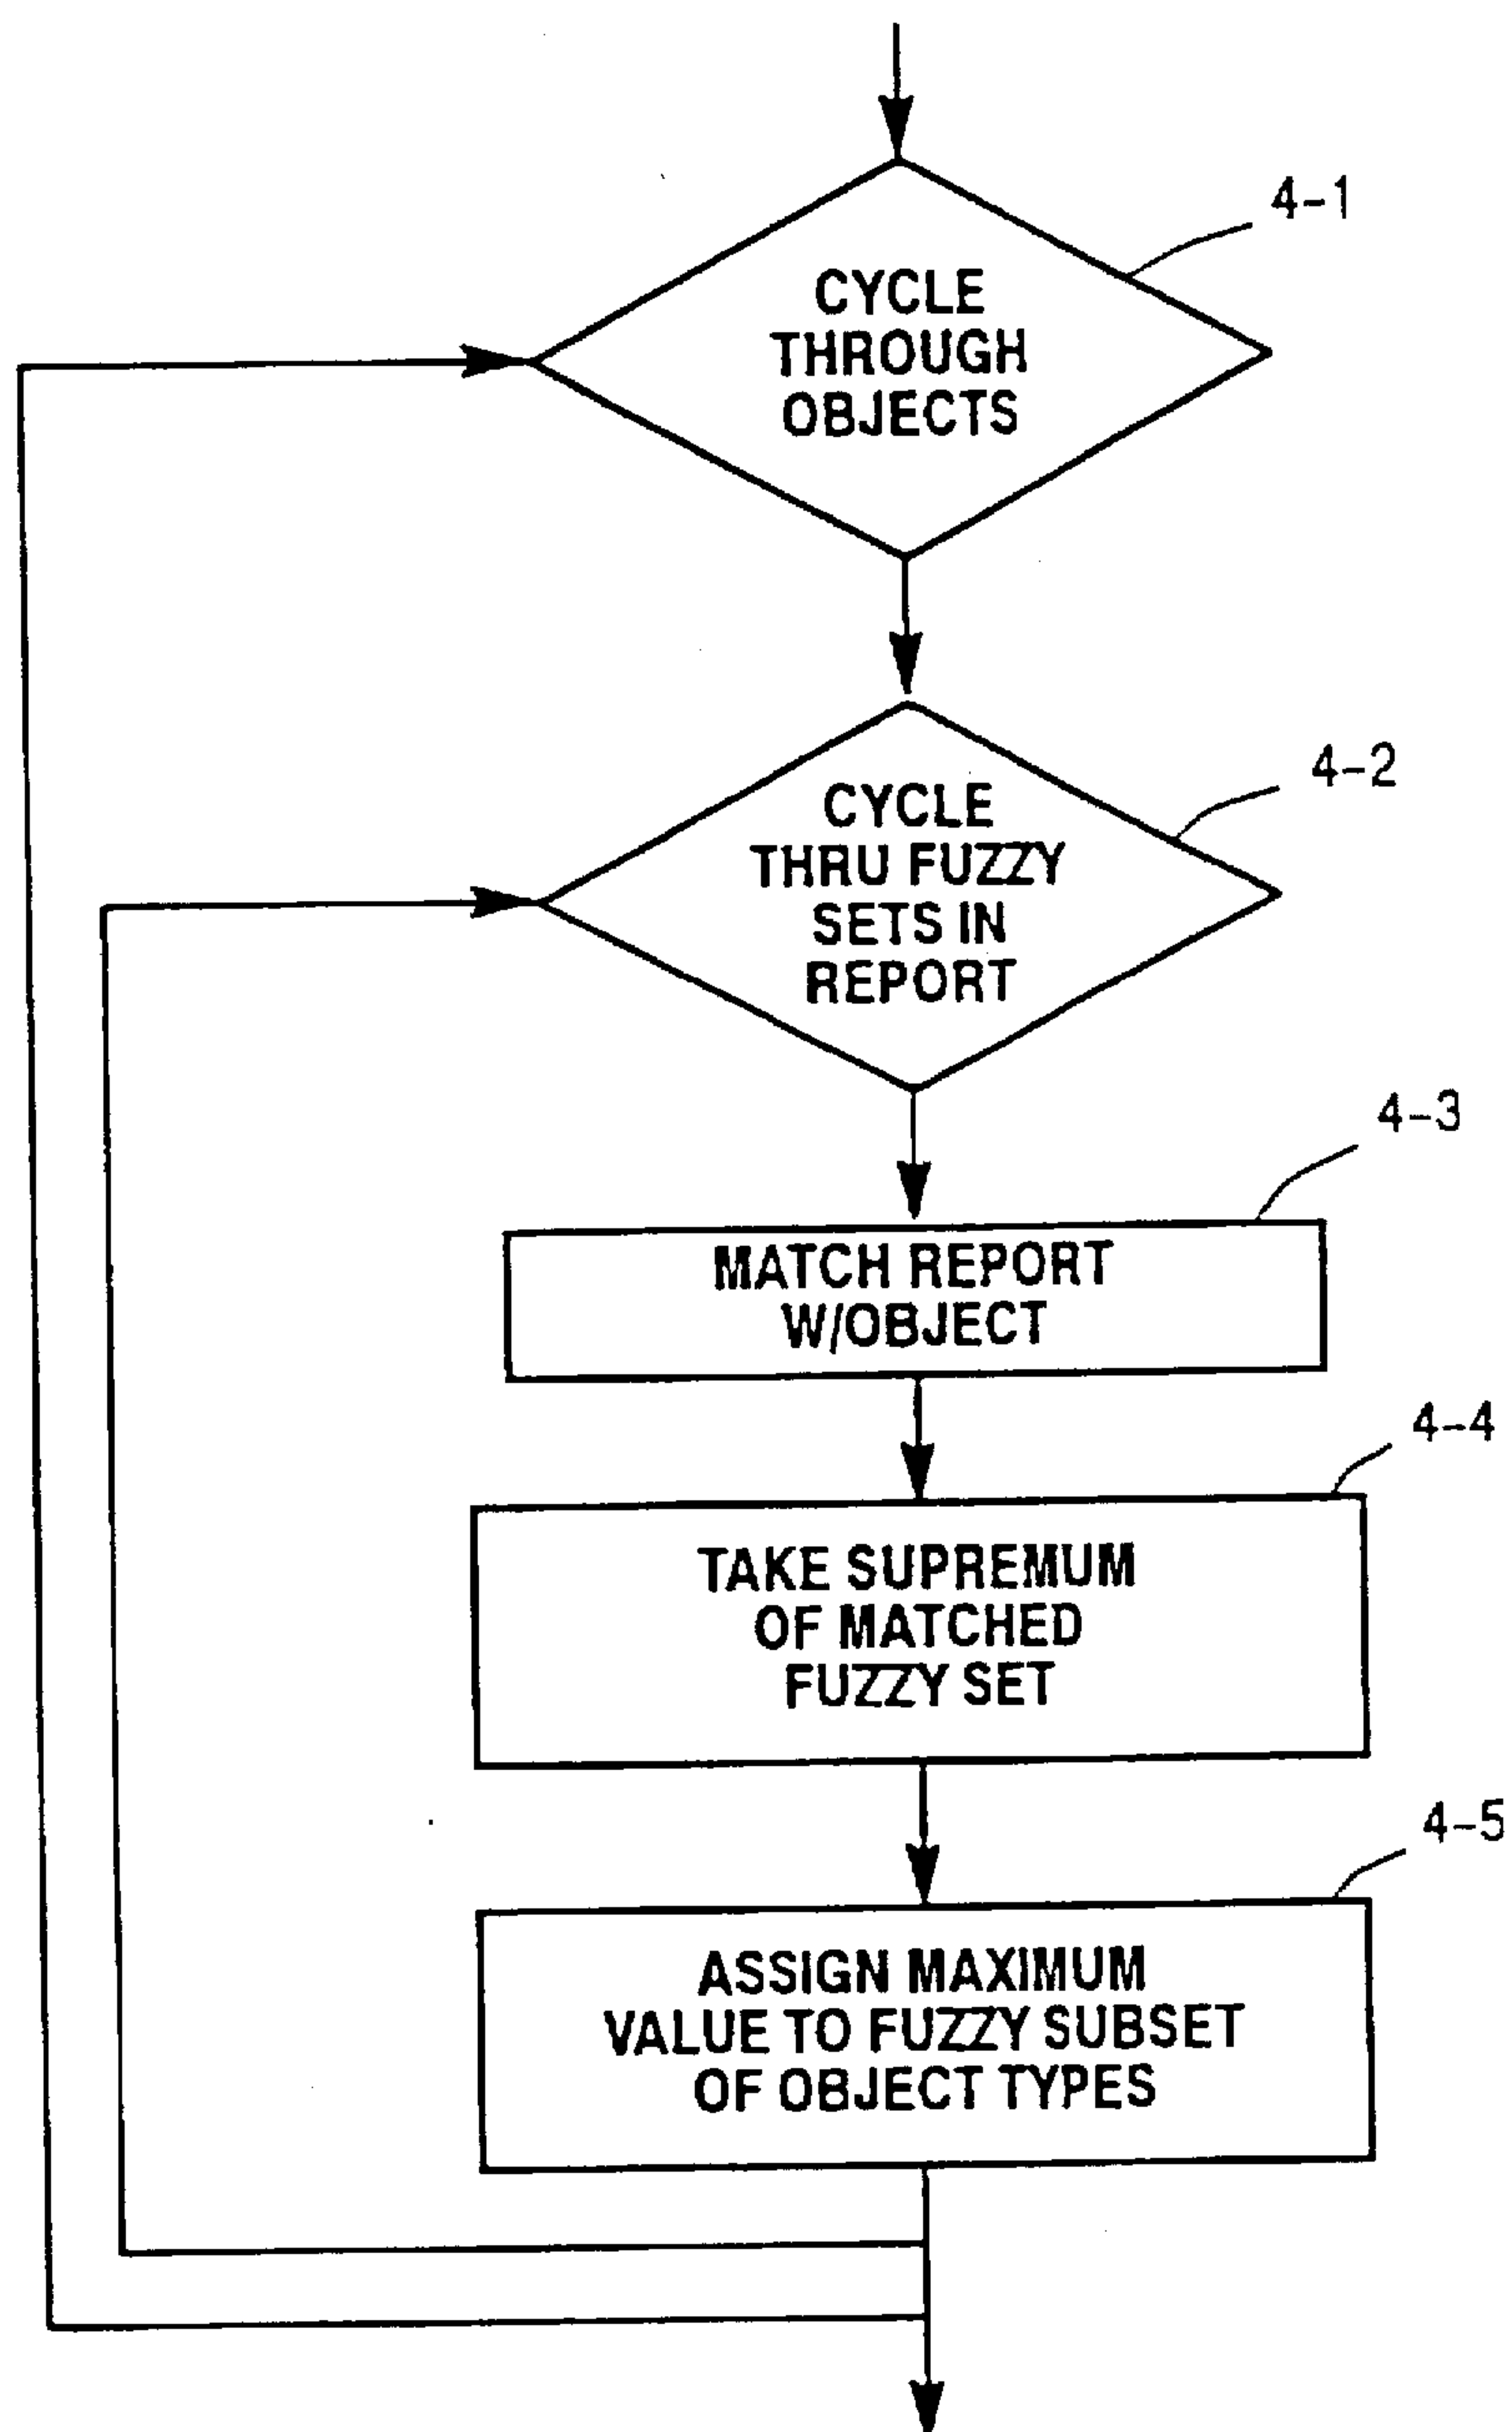 4-1
CYCLE
THROUGH
OBJECTS
4-2
CYCLE
THRU FUZZY
SETS IN
REPORT
4-3
MATCH REPORT
W/OBJECT
4-4
TAKE SUPREMUM
OF MATCHED
FUZZY SET
4-5
ASSIGN MAXIMUM
VALUE TO FUZZY SUBSET
OF OBJECT TYPES